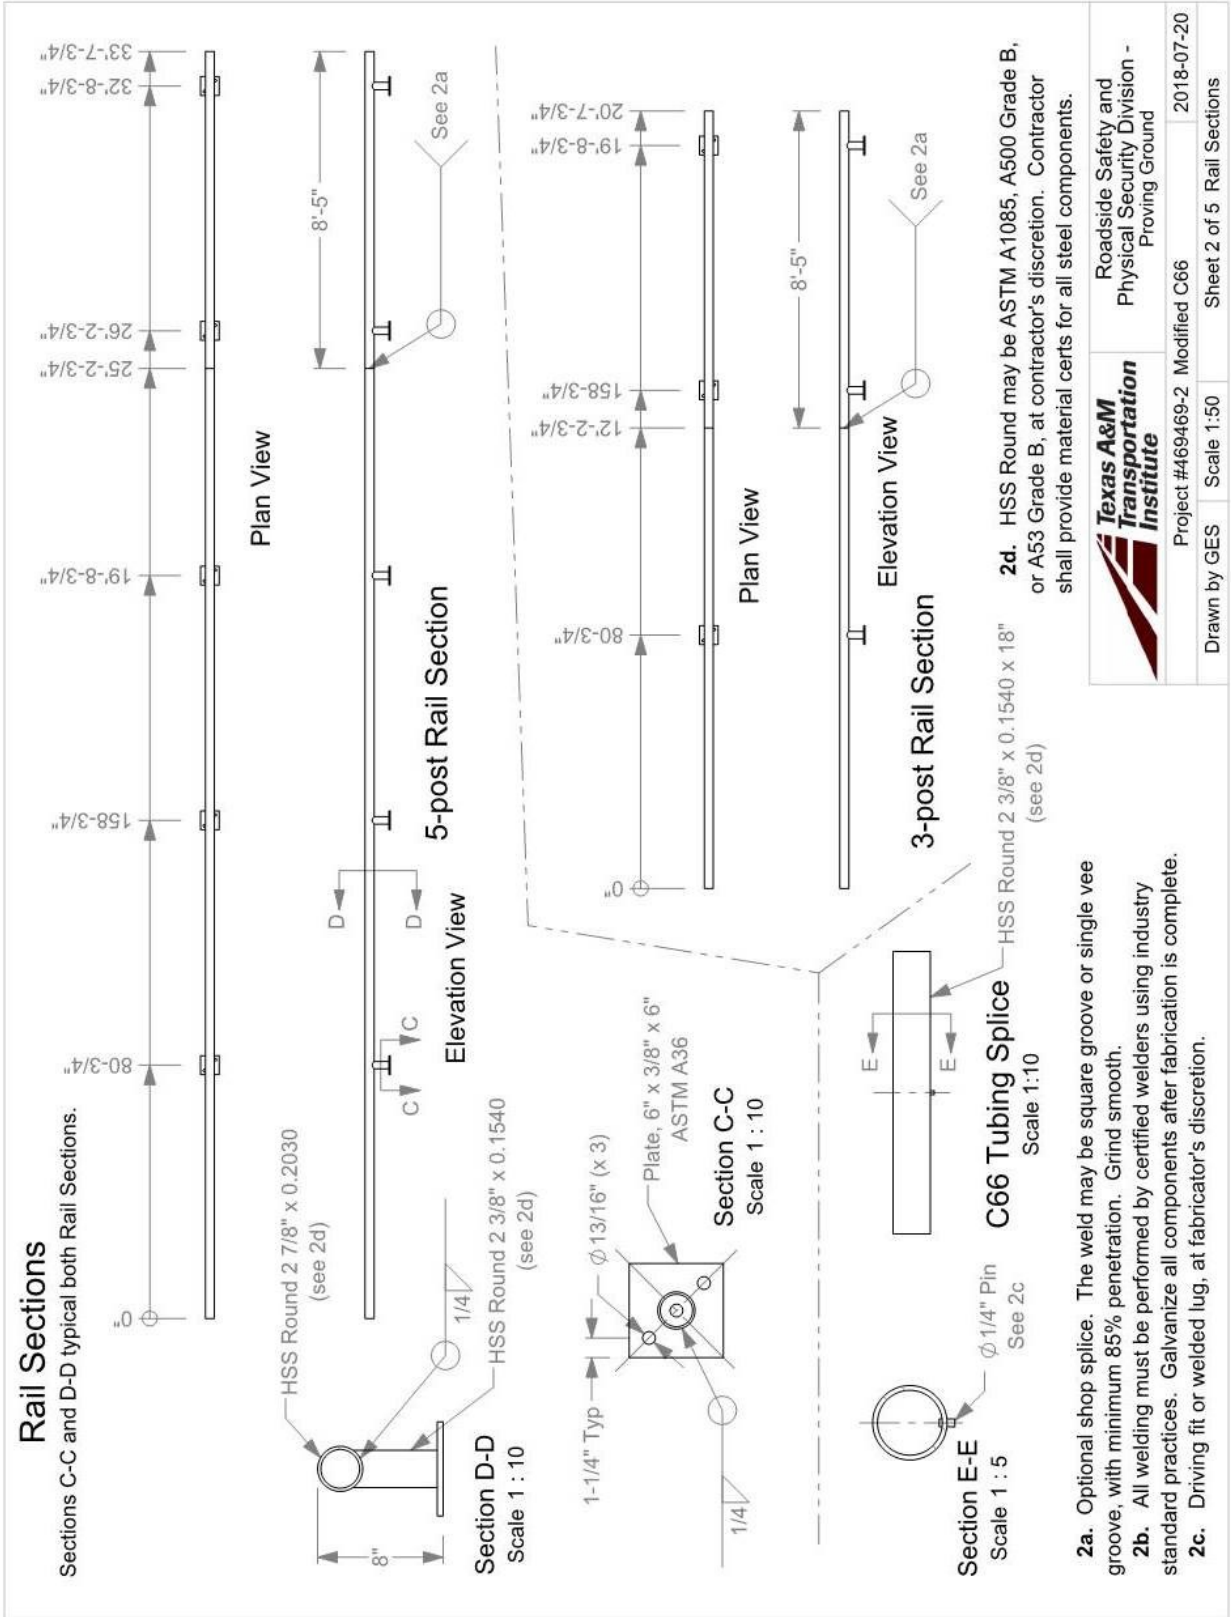 Rail Sections
Sections C-C and D-D typical both Rail Sections.
0"
80-3/4"
158-3/4"
19'-8-3/4"
25'-2-3/4"
26'-2-3/4"
32'-8-3/4"
33'-7-3/4"
Plan View
8'-5"
See 2a
HSS Round 2 7/8" x 0.2030
(see 2d)
8"
1/4
HSS Round 2 3/8" x 0.1540
(see 2d)
Section D-D
Scale 1 : 10
C
C
D
D
Elevation View
5-post Rail Section
1-1/4" Typ
Ø13/16" (x 3)
Plate, 6" x 3/8" x 6"
ASTM A36
1/4
Section C-C
Scale 1 : 10
0"
80-3/4"
12'-2-3/4"
158-3/4"
19'-8-3/4"
20'-7-3/4"
Plan View
8'-5"
See 2a
Elevation View
3-post Rail Section
Ø1/4" Pin
See 2c
Section E-E
Scale 1 : 5
E
E
HSS Round 2 3/8" x 0.1540 x 18"
(see 2d)
C66 Tubing Splice
Scale 1:10
2a. Optional shop splice. The weld may be square groove or single vee
groove, with minimum 85% penetration. Grind smooth.
2b. All welding must be performed by certified welders using industry
standard practices. Galvanize all components after fabrication is complete.
2c. Driving fit or welded lug, at fabricator's discretion.
2d. HSS Round may be ASTM A1085, A500 Grade B,
or A53 Grade B, at contractor's discretion. Contractor
shall provide material certs for all steel components.
Texas A&M
Transportation
Institute
Roadside Safety and
Physical Security Division -
Proving Ground
Project #469469-2 Modified C66
2018-07-20
Drawn by GES
Scale 1:50
Sheet 2 of 5 Rail Sections